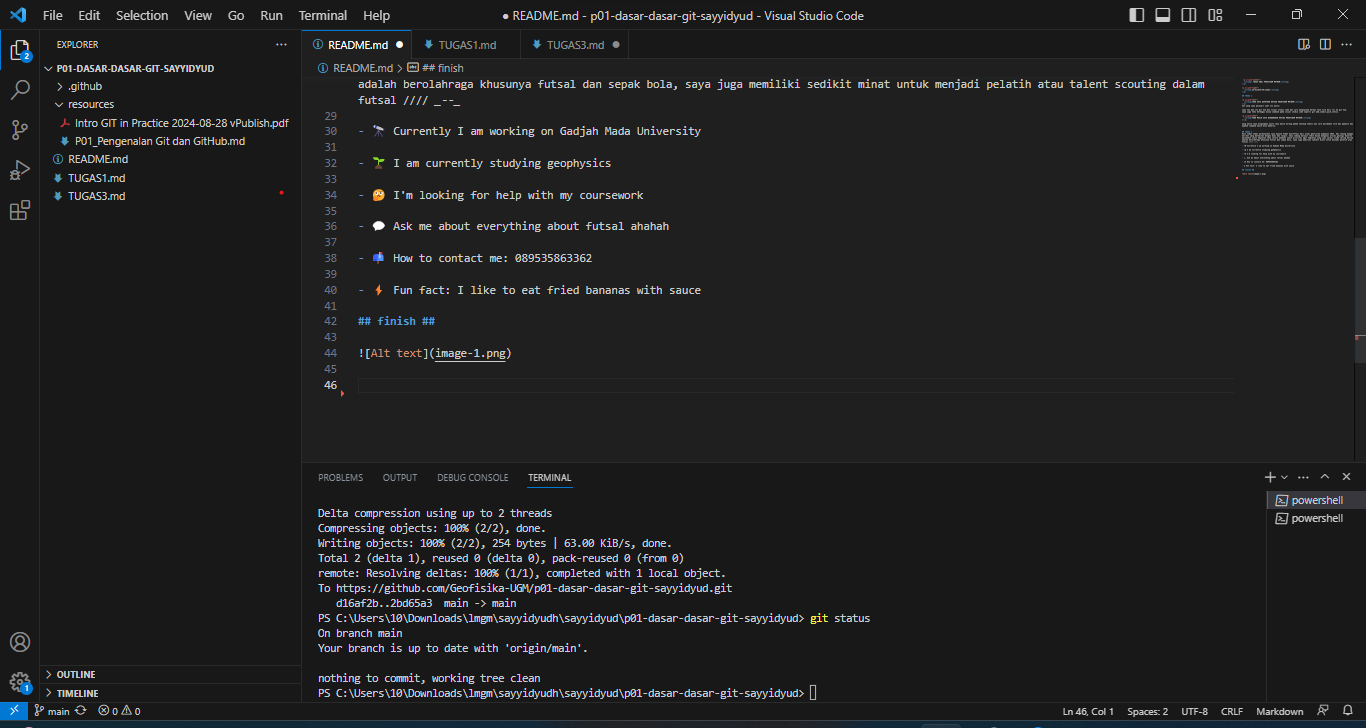 File Edit Selection View Go Run Terminal Help
● README.md - p01-dasar-dasar-git-sayyidyud - Visual Studio Code
EXPLORER
P01-DASAR-DASAR-GIT-SAYYIDYUD
.github
resources
Intro GIT in Practice 2024-08-28 vPublish.pdf
P01_Pengenalan Git dan GitHub.md
README.md
TUGAS1.md
TUGAS3.md
OUTLINE
TIMELINE
2
1
README.md ● TUGAS1.md TUGAS3.md ●
README.md > ## finish
adalah berolahraga khusunya futsal dan sepak bola, saya juga memiliki sedikit minat untuk menjadi pelatih atau talent scouting dalam
futsal //// _--_
29
30 - 🔭 Currently I am working on Gadjah Mada University
31
32 - 🌱 I am currently studying geophysics
33
34 - 🤔 I'm looking for help with my coursework
35
36 - 💬 Ask me about everything about futsal ahahah
37
38 - 📫 How to contact me: 089535863362
39
40 - ⚡ Fun fact: I like to eat fried bananas with sauce
41
42 ## finish ##
43
44 ![Alt text](image-1.png)
45
46
PROBLEMS OUTPUT DEBUG CONSOLE TERMINAL
powershell
powershell
Delta compression using up to 2 threads
Compressing objects: 100% (2/2), done.
Writing objects: 100% (2/2), 254 bytes | 63.00 KiB/s, done.
Total 2 (delta 1), reused 0 (delta 0), pack-reused 0 (from 0)
remote: Resolving deltas: 100% (1/1), completed with 1 local object.
To https://github.com/Geofisika-UGM/p01-dasar-dasar-git-sayyidyud.git
d16af2b..2bd65a3 main -> main
PS C:\Users\10\Downloads\lmgm\sayyidyudh\sayyidyud\p01-dasar-dasar-git-sayyidyud> git status
On branch main
Your branch is up to date with 'origin/main'.
nothing to commit, working tree clean
PS C:\Users\10\Downloads\lmgm\sayyidyudh\sayyidyud\p01-dasar-dasar-git-sayyidyud>
main 0 0
Ln 46, Col 1 Spaces: 2 UTF-8 CRLF Markdown